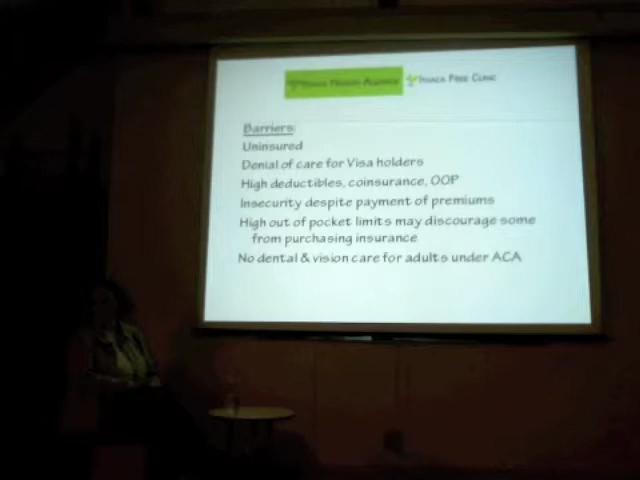 Ithaca Health Alliance Ithaca Free Clinic
Barriers:
Uninsured
Denial of care for Visa holders
High deductibles, coinsurance, OOP
Insecurity despite payment of premiums
High out of pocket limits may discourage some
from purchasing insurance
No dental & vision care for adults under ACA